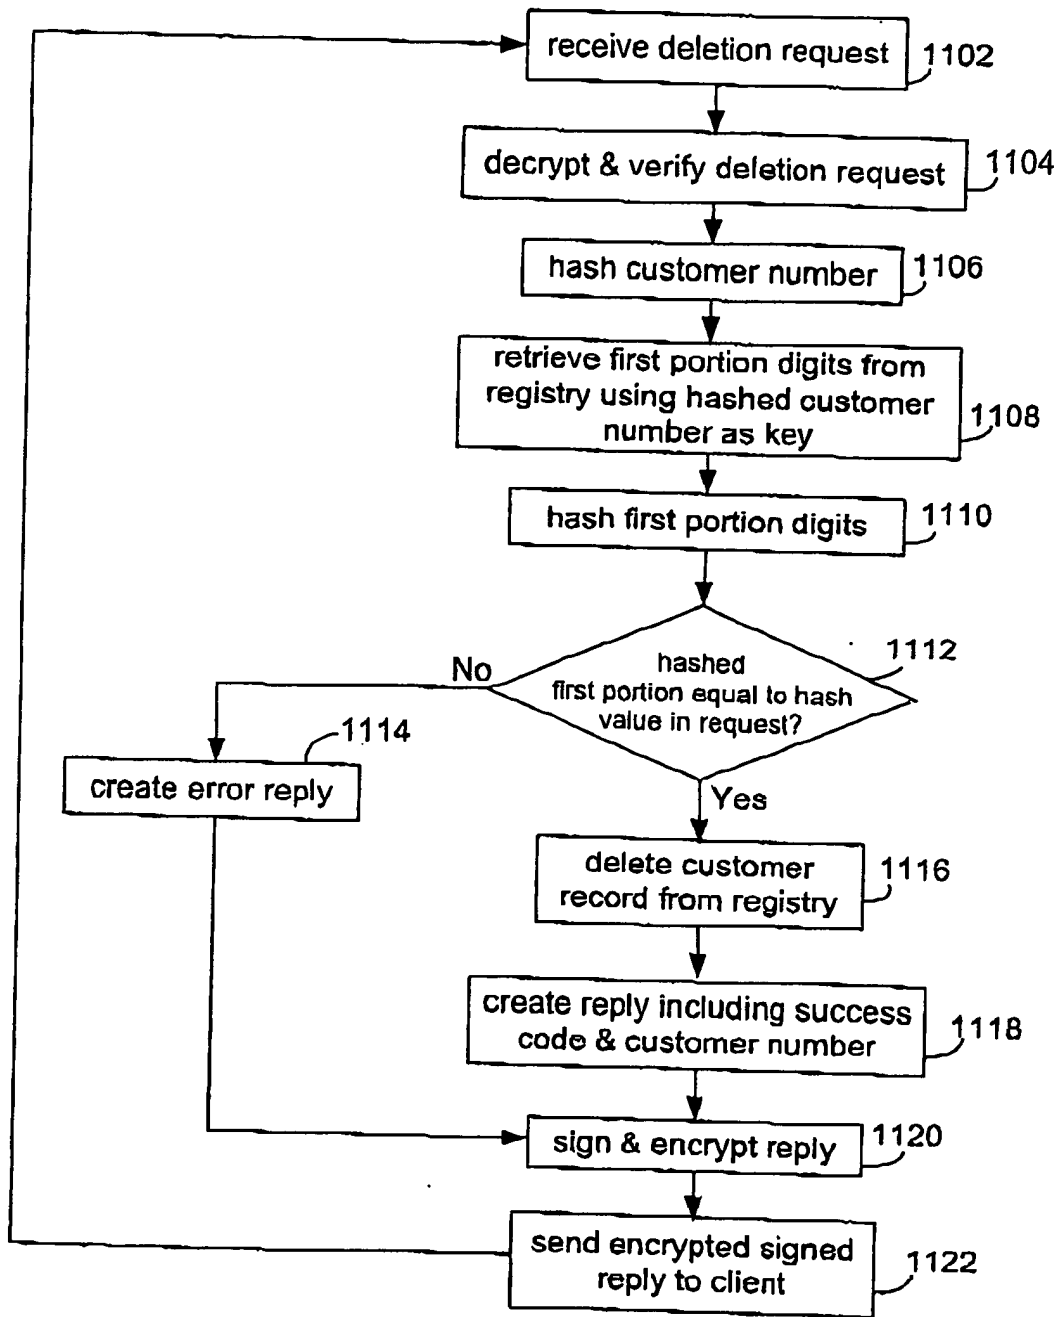 receive deletion request
1102
decrypt & verify deletion request
1104
hash customer number
1106
retrieve first portion digits from
registry using hashed customer
number as key
1108
hash first portion digits
1110
hashed
first portion equal to hash
value in request?
1112
No
1114
create error reply
Yes
delete customer
record from registry
1116
create reply including success
code & customer number
1118
sign & encrypt reply
1120
send encrypted signed
reply to client
1122